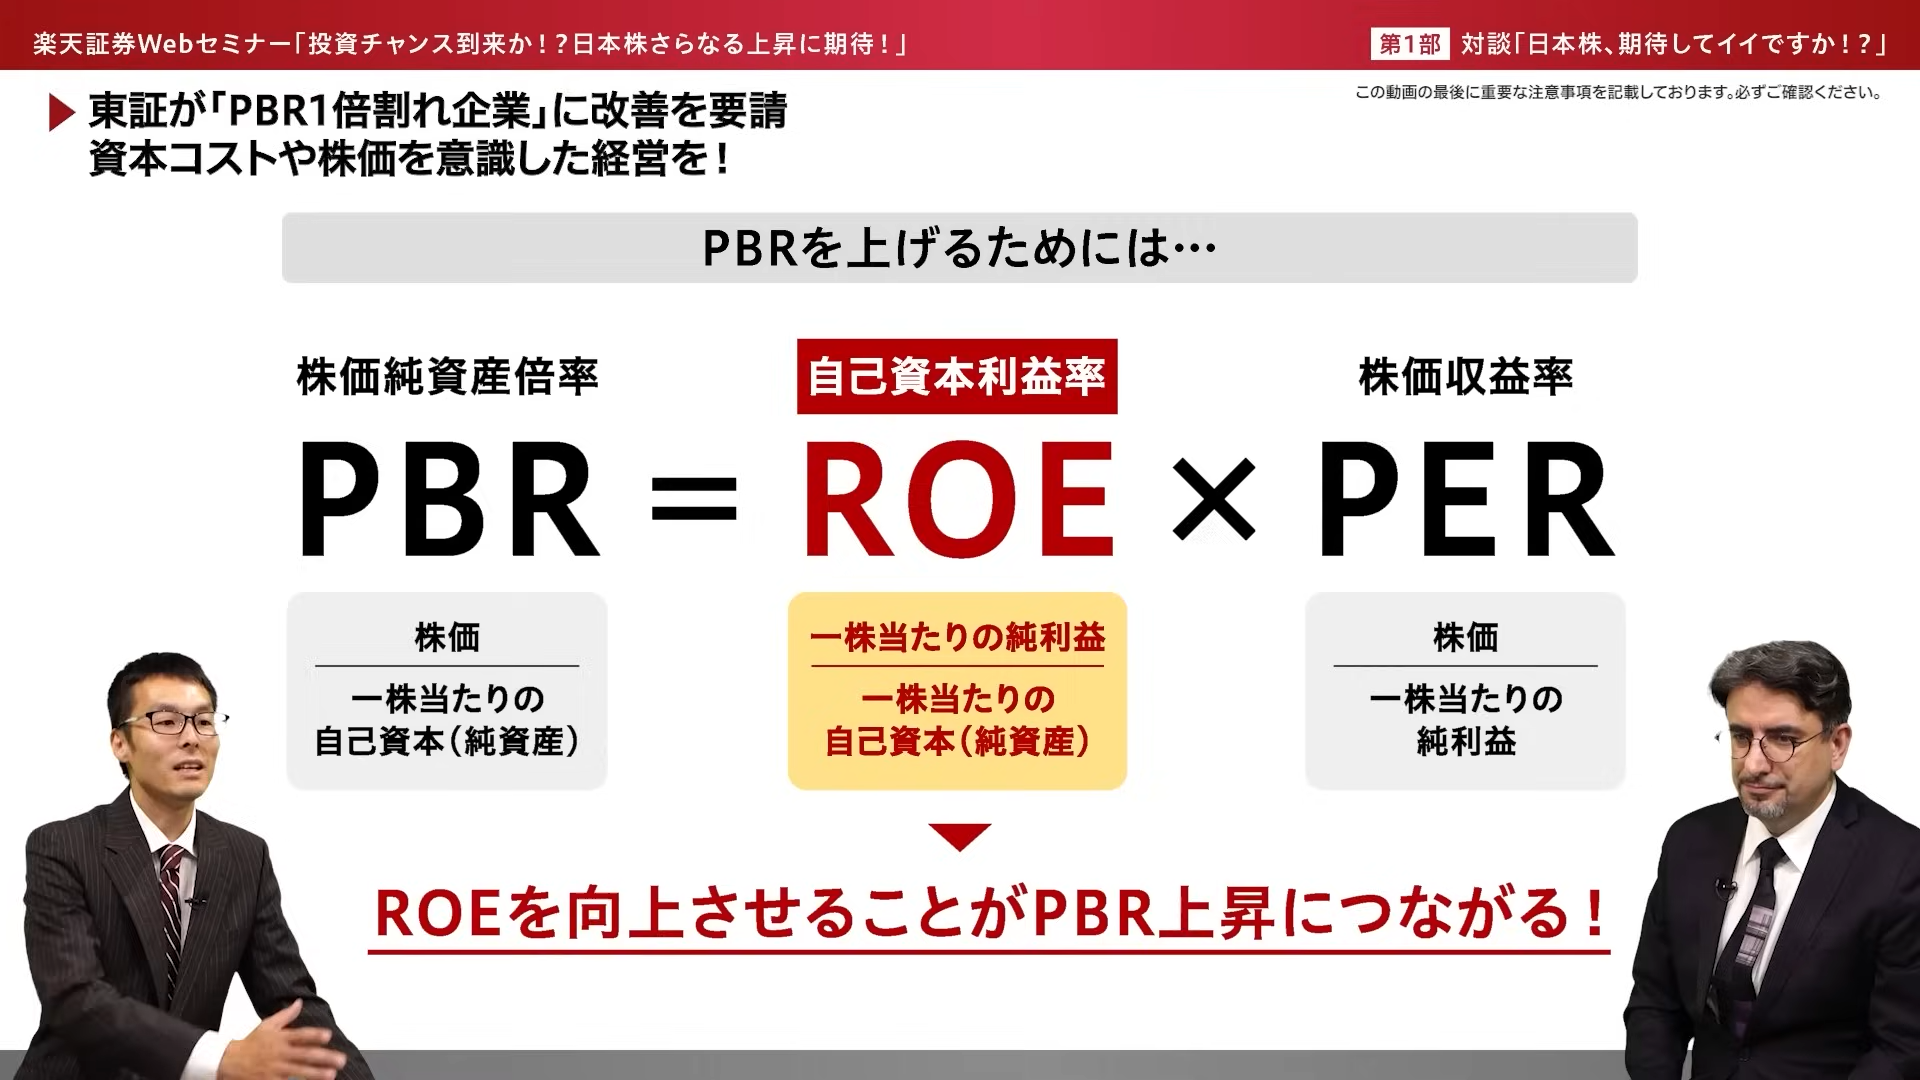 楽天証券Webセミナー「投資チャンス到来か！？日本株さらなる上昇に期待！」
第1部 対談「日本株、期待してイイですか！？」
この動画の最後に重要な注意事項を記載しております。必ずご確認ください。
東証が「PBR1倍割れ企業」に改善を要請
資本コストや株価を意識した経営を！
PBRを上げるためには…
株価純資産倍率 自己資本利益率 株価収益率
PBR = ROE × PER
株価
一株当たりの
自己資本（純資産）
一株当たりの純利益
一株当たりの
自己資本（純資産）
株価
一株当たりの
純利益
ROEを向上させることがPBR上昇につながる！